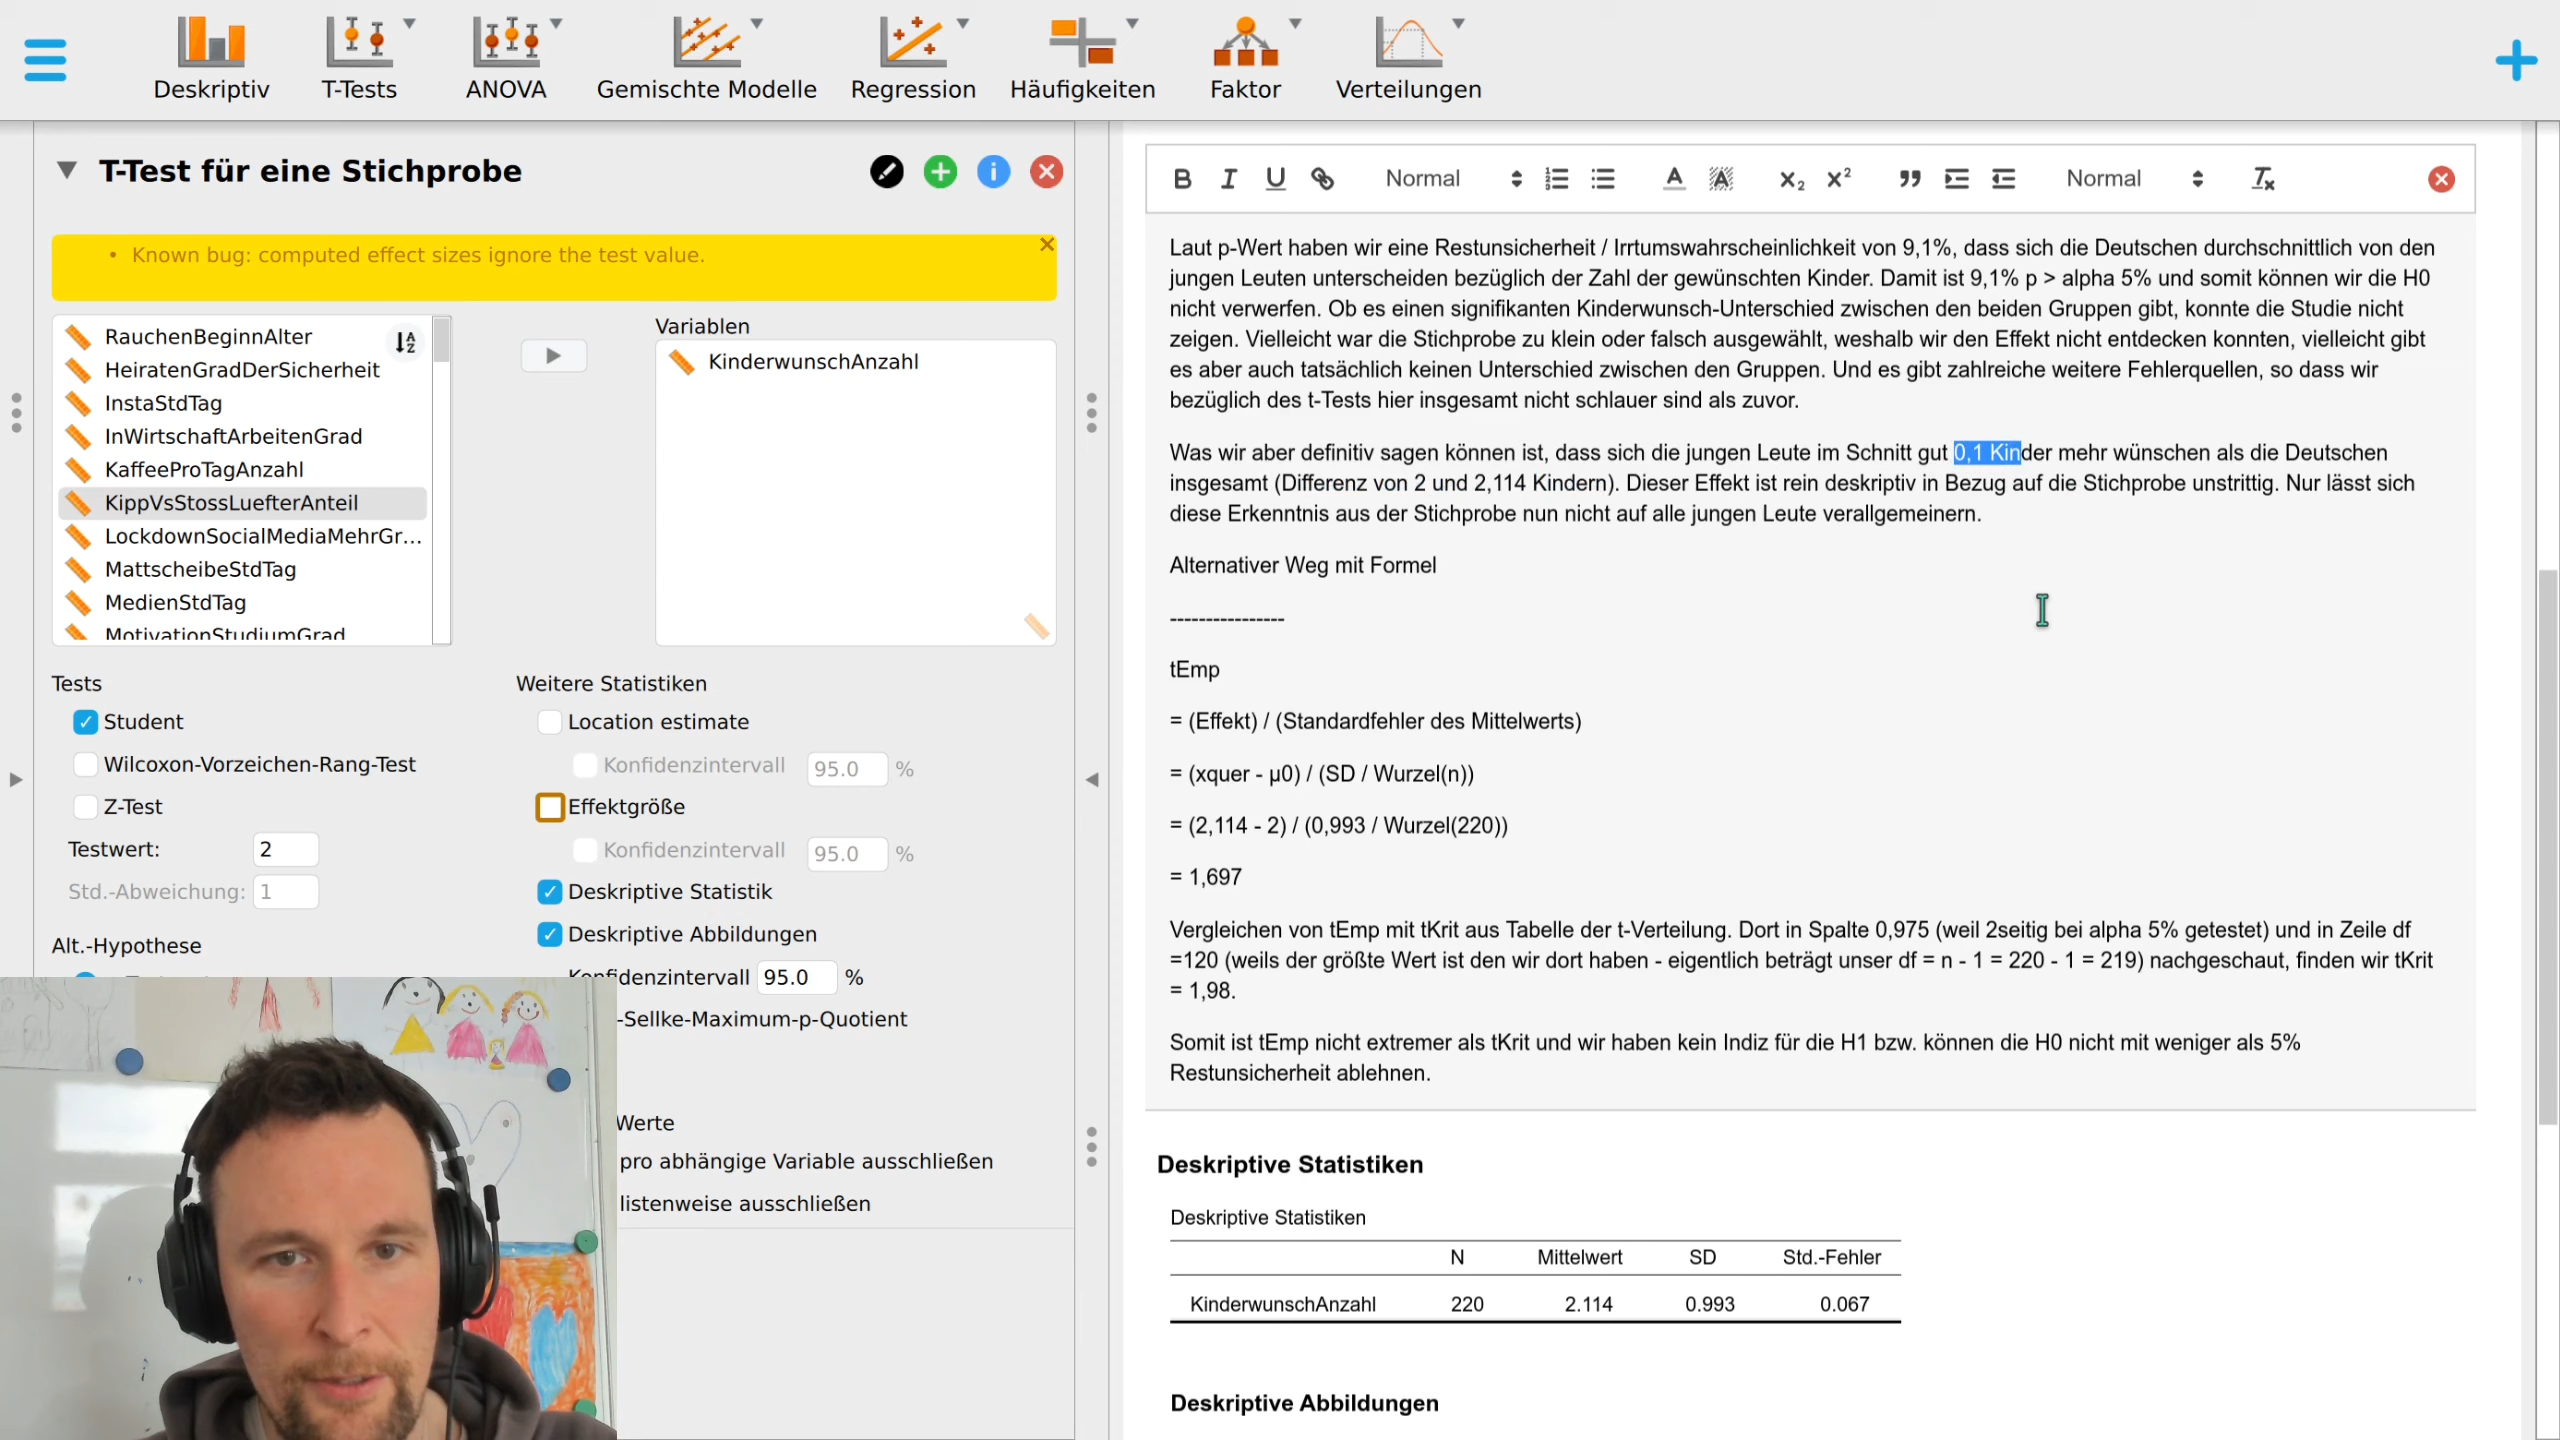 Deskriptiv
T-Tests
ANOVA
Gemischte Modelle
Regression
Häufigkeiten
Faktor
Verteilungen
T-Test für eine Stichprobe
• Known bug: computed effect sizes ignore the test value.
RauchenBeginnAlter
HeiratenGradDerSicherheit
InstaStdTag
InWirtschaftArbeitenGrad
KaffeeProTagAnzahl
KippVsStossLuefterAnteil
LockdownSocialMediaMehrGr...
MattscheibeStdTag
MedienStdTag
MotivationStudiumGrad
Variablen
KinderwunschAnzahl
Tests
Student
Wilcoxon-Vorzeichen-Rang-Test
Z-Test
Testwert: 2
Std.-Abweichung: 1
Alt.-Hypothese
Weitere Statistiken
Location estimate
Konfidenzintervall 95.0 %
Effektgröße
Konfidenzintervall 95.0 %
Deskriptive Statistik
Deskriptive Abbildungen
Konfidenzintervall 95.0 %
-Sellke-Maximum-p-Quotient
Werte
pro abhängige Variable ausschließen
listenweise ausschließen
B I U Normal A A X₂ X² Normal Tx
Laut p-Wert haben wir eine Restunsicherheit / Irrtumswahrscheinlichkeit von 9,1%, dass sich die Deutschen durchschnittlich von den
jungen Leuten unterscheiden bezüglich der Zahl der gewünschten Kinder. Damit ist 9,1% p > alpha 5% und somit können wir die H0
nicht verwerfen. Ob es einen signifikanten Kinderwunsch-Unterschied zwischen den beiden Gruppen gibt, konnte die Studie nicht
zeigen. Vielleicht war die Stichprobe zu klein oder falsch ausgewählt, weshalb wir den Effekt nicht entdecken konnten, vielleicht gibt
es aber auch tatsächlich keinen Unterschied zwischen den Gruppen. Und es gibt zahlreiche weitere Fehlerquellen, so dass wir
bezüglich des t-Tests hier insgesamt nicht schlauer sind als zuvor.
Was wir aber definitiv sagen können ist, dass sich die jungen Leute im Schnitt gut 0,1 Kinder mehr wünschen als die Deutschen
insgesamt (Differenz von 2 und 2,114 Kindern). Dieser Effekt ist rein deskriptiv in Bezug auf die Stichprobe unstrittig. Nur lässt sich
diese Erkenntnis aus der Stichprobe nun nicht auf alle jungen Leute verallgemeinern.
Alternativer Weg mit Formel
----------------
tEmp
= (Effekt) / (Standardfehler des Mittelwerts)
= (xquer - µ0) / (SD / Wurzel(n))
= (2,114 - 2) / (0,993 / Wurzel(220))
= 1,697
Vergleichen von tEmp mit tKrit aus Tabelle der t-Verteilung. Dort in Spalte 0,975 (weil 2seitig bei alpha 5% getestet) und in Zeile df
=120 (weils der größte Wert ist den wir dort haben - eigentlich beträgt unser df = n - 1 = 220 - 1 = 219) nachgeschaut, finden wir tKrit
= 1,98.
Somit ist tEmp nicht extremer als tKrit und wir haben kein Indiz für die H1 bzw. können die H0 nicht mit weniger als 5%
Restunsicherheit ablehnen.
Deskriptive Statistiken
Deskriptive Statistiken
N Mittelwert SD Std.-Fehler
KinderwunschAnzahl 220 2.114 0.993 0.067
Deskriptive Abbildungen